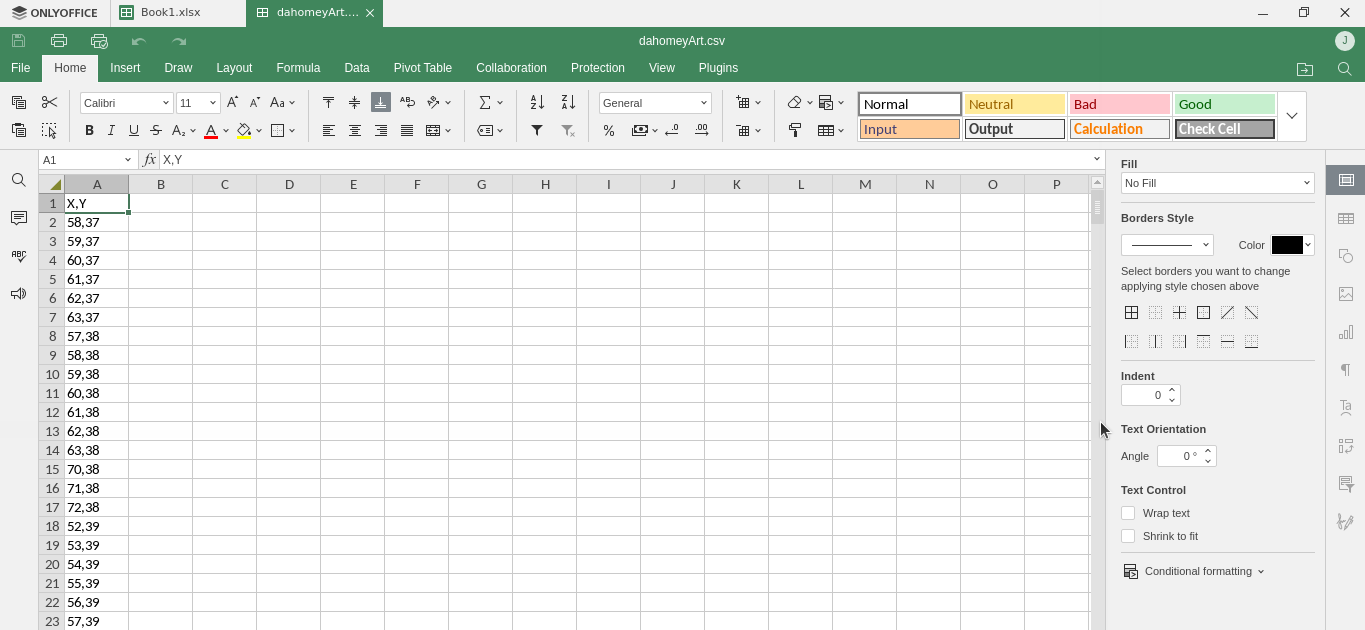 ONLYOFFICE Book1.xlsx dahomeyArt....
dahomeyArt.csv J
File Home Insert Draw Layout Formula Data Pivot Table Collaboration Protection View Plugins
Calibri 11 A A Aa General Normal Neutral Bad Good
B I U S A₂ A % .0 .00 Input Output Calculation Check Cell
A1 fx X,Y
A B C D E F G H I J K L M N O P
1 X,Y
2 58,37
3 59,37
4 60,37
5 61,37
6 62,37
7 63,37
8 57,38
9 58,38
10 59,38
11 60,38
12 61,38
13 62,38
14 63,38
15 70,38
16 71,38
17 72,38
18 52,39
19 53,39
20 54,39
21 55,39
22 56,39
23 57,39
Fill
No Fill
Borders Style
Color
Select borders you want to change
applying style chosen above
Indent
0
Text Orientation
Angle 0 °
Text Control
Wrap text
Shrink to fit
Conditional formatting